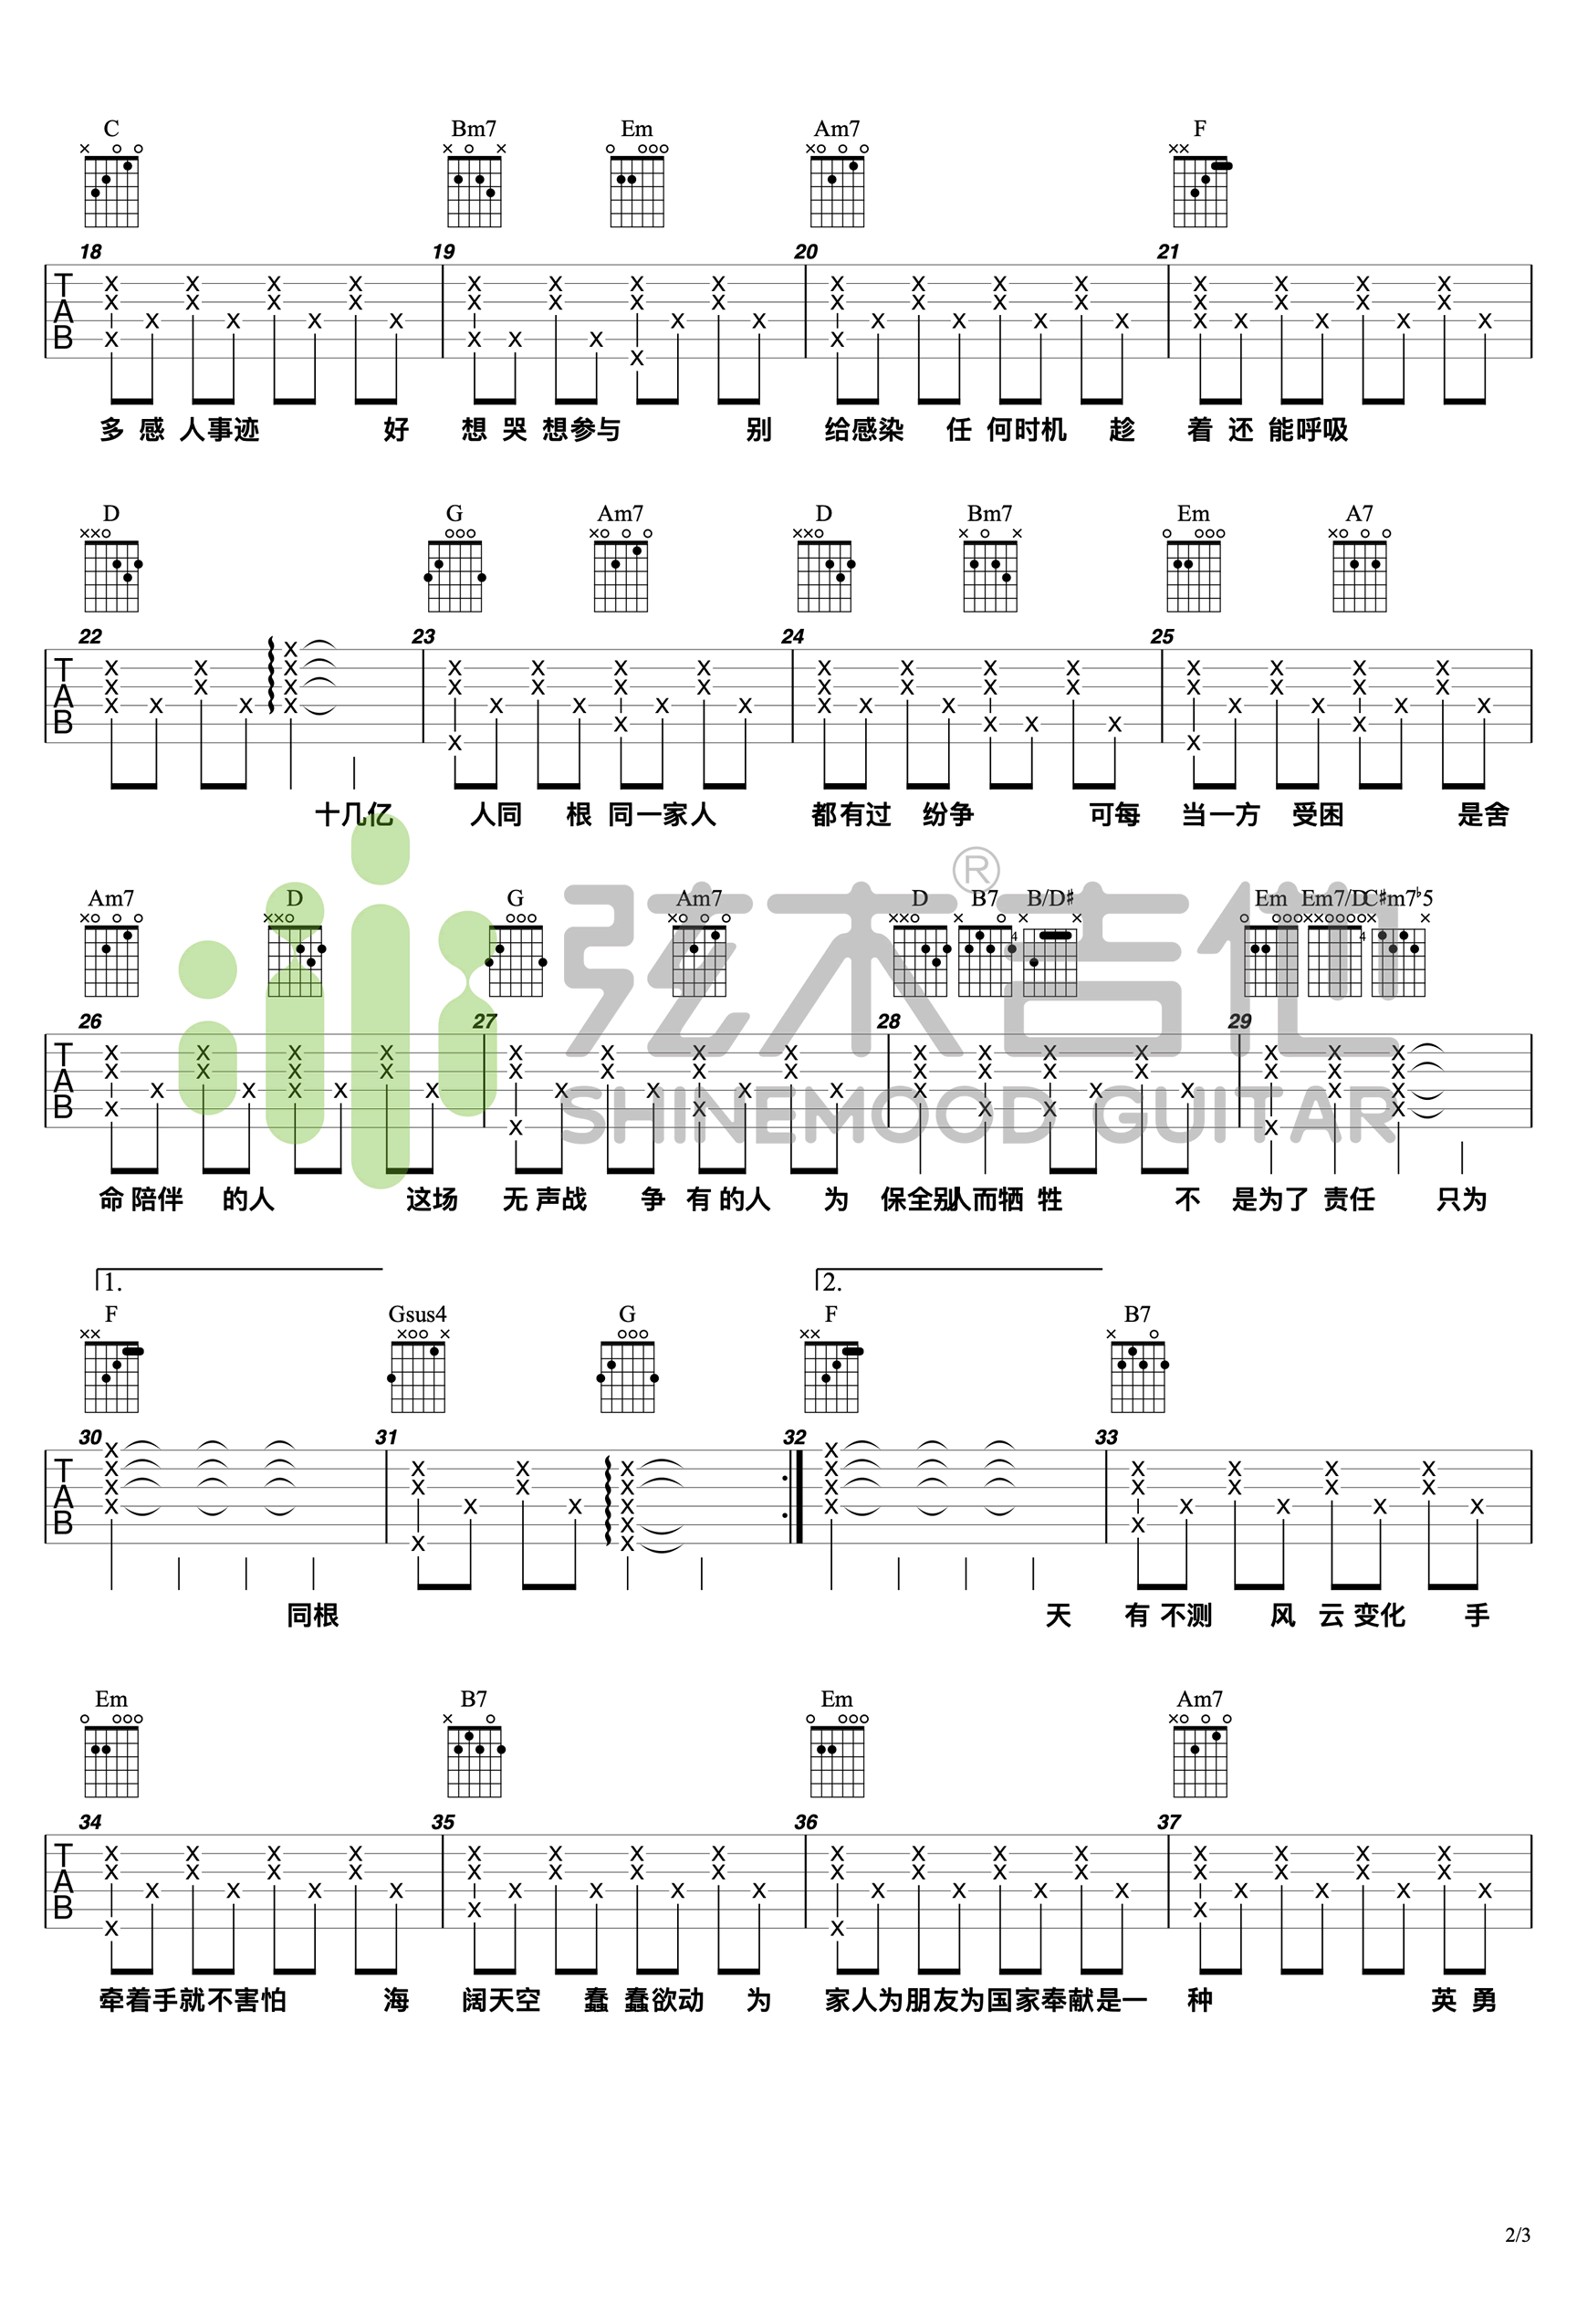 C Bm7 Em Am7 F
18 19 20 21
TAB
多 感 人事迹 好 想 哭 想参与 别 给感染 任 何时机 趁 着 还 能呼吸
D G Am7 D Bm7 Em A7
22 23 24 25
TAB
十几亿 人同 根 同一家人 都有过 纷争 可每 当一方 受困 是舍
弦木吉他®
SHINEMOOD GUITAR
Am7 D G Am7 D B7 B/D♯ Em Em7/D C♯m7♭5
4 4
26 27 28 29
TAB
命 陪伴 的人 这场 无 声战 争 有 的人 为 保全别人而牺 牲 不 是为了 责任 只为
1. 2.
F Gsus4 G F B7
30 31 32 33
TAB
同根 天 有 不测 风 云 变化 手
Em B7 Em Am7
34 35 36 37
TAB
牵着手就不害怕 海 阔天空 蠢 蠢欲动 为 家人为朋友为国家奉献是一 种 英 勇
2/3